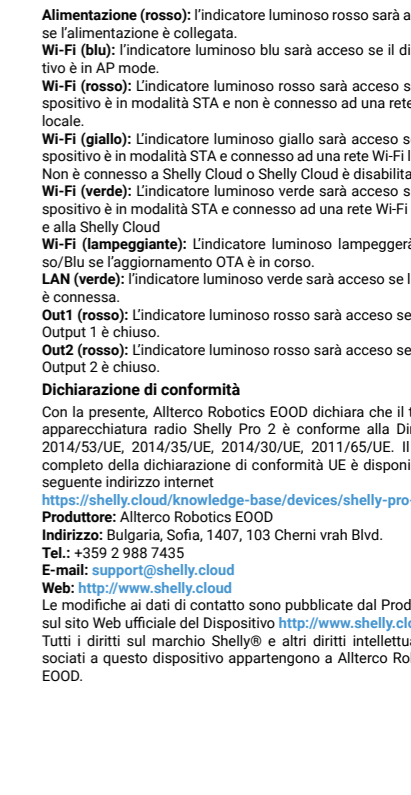 Alimentazione (rosso): l'indicatore luminoso rosso sarà a
se l'alimentazione è collegata.
Wi-Fi (blu): l'indicatore luminoso blu sarà acceso se il di
tivo è in AP mode.
Wi-Fi (rosso): L'indicatore luminoso rosso sarà acceso s
spositivo è in modalità STA e non è connesso ad una rete
locale.
Wi-Fi (giallo): L'indicatore luminoso giallo sarà acceso s
spositivo è in modalità STA e connesso ad una rete Wi-Fi l
Non è connesso a Shelly Cloud o Shelly Cloud è disabilita
Wi-Fi (verde): L'indicatore luminoso verde sarà acceso s
spositivo è in modalità STA e connesso ad una rete Wi-Fi
e alla Shelly Cloud
Wi-Fi (lampeggiante): L'indicatore luminoso lampeggerà
so/Blu se l'aggiornamento OTA è in corso.
LAN (verde): l'indicatore luminoso verde sarà acceso se l
è connessa.
Out1 (rosso): L'indicatore luminoso rosso sarà acceso se
Output 1 è chiuso.
Out2 (rosso): L'indicatore luminoso rosso sarà acceso se
Output 2 è chiuso.
Dichiarazione di conformità
Con la presente, Allterco Robotics EOOD dichiara che il t
apparecchiatura radio Shelly Pro 2 è conforme alla Di
2014/53/UE, 2014/35/UE, 2014/30/UE, 2011/65/UE. Il
completo della dichiarazione di conformità UE è disponi
seguente indirizzo internet
https://shelly.cloud/knowledge-base/devices/shelly-pro-
Produttore: Allterco Robotics EOOD
Indirizzo: Bulgaria, Sofia, 1407, 103 Cherni vrah Blvd.
Tel.: +359 2 988 7435
E-mail: support@shelly.cloud
Web: http://www.shelly.cloud
Le modifiche ai dati di contatto sono pubblicate dal Prod
sul sito Web ufficiale del Dispositivo http://www.shelly.clo
Tutti i diritti sul marchio Shelly® e altri diritti intellettua
sociati a questo dispositivo appartengono a Allterco Ro
EOOD.